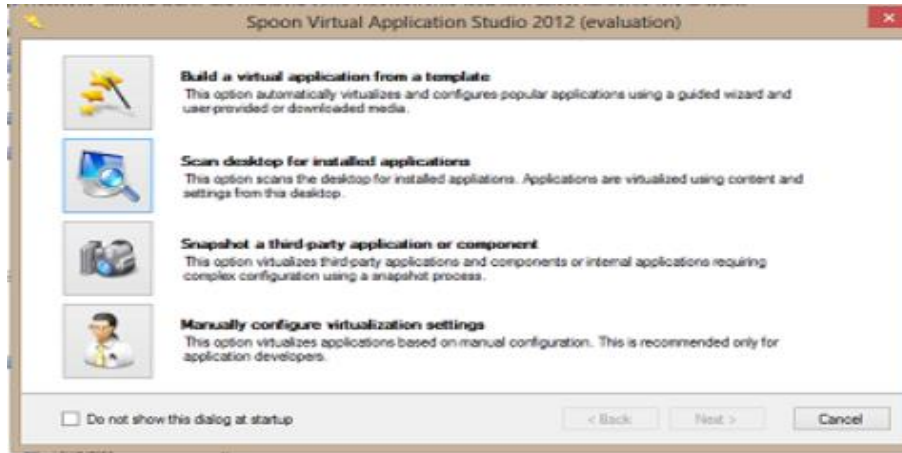 Spoon Virtual Application Studio 2012 (evaluation)
Build a virtual application from a template
This option automatically virtualizes and configures popular applications using a guided wizard and
user-provided or downloaded media.
Scan desktop for installed applications
This option scans the desktop for installed appliations. Applications are virtualized using content and
settings from this desktop.
Snapshot a third-party application or component
This option virtualizes third-party applications and components or internal applications requiring
complex configuration using a snapshot process.
Manually configure virtualization settings
This option virtualizes applications based on manual configuration. This is recommended only for
application developers.
Do not show this dialog at startup
< Back
Next >
Cancel